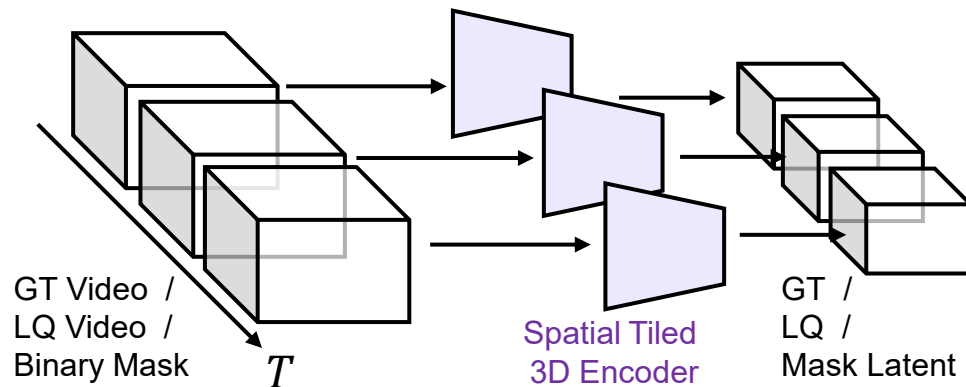 GT Video /
LQ Video /
Binary Mask
T
Spatial Tiled
3D Encoder
GT /
LQ /
Mask Latent